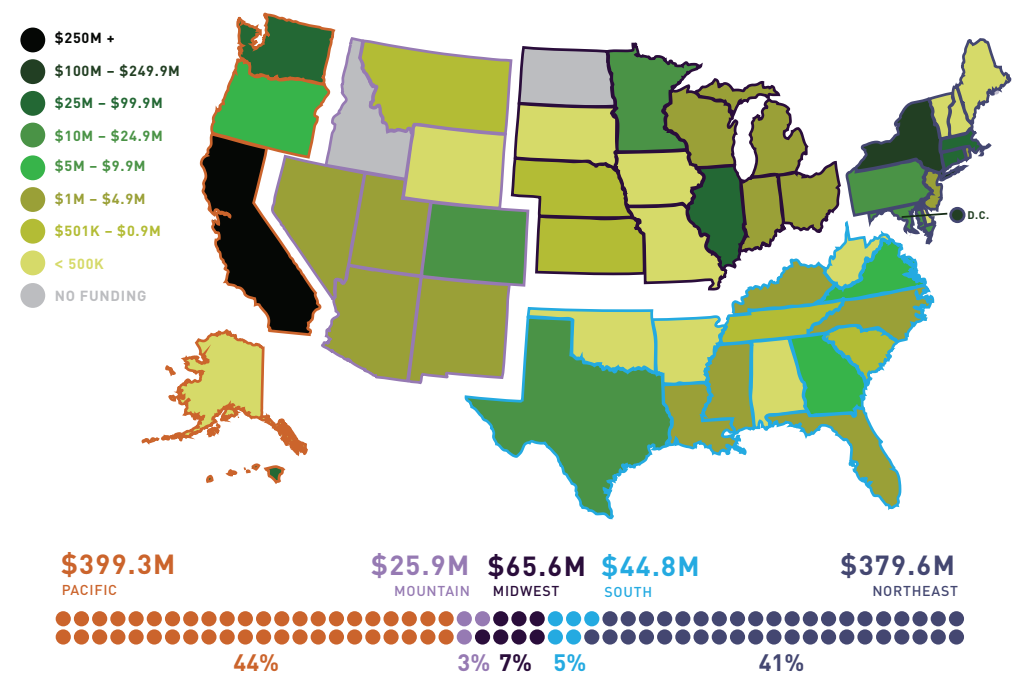 $250M +
$100M – $249.9M
$25M – $99.9M
$10M – $24.9M
$5M – $9.9M
$1M – $4.9M
$501K – $0.9M
< 500K
NO FUNDING
D.C.
$399.3M $25.9M $65.6M $44.8M $379.6M
PACIFIC MOUNTAIN MIDWEST SOUTH NORTHEAST
44% 3% 7% 5% 41%